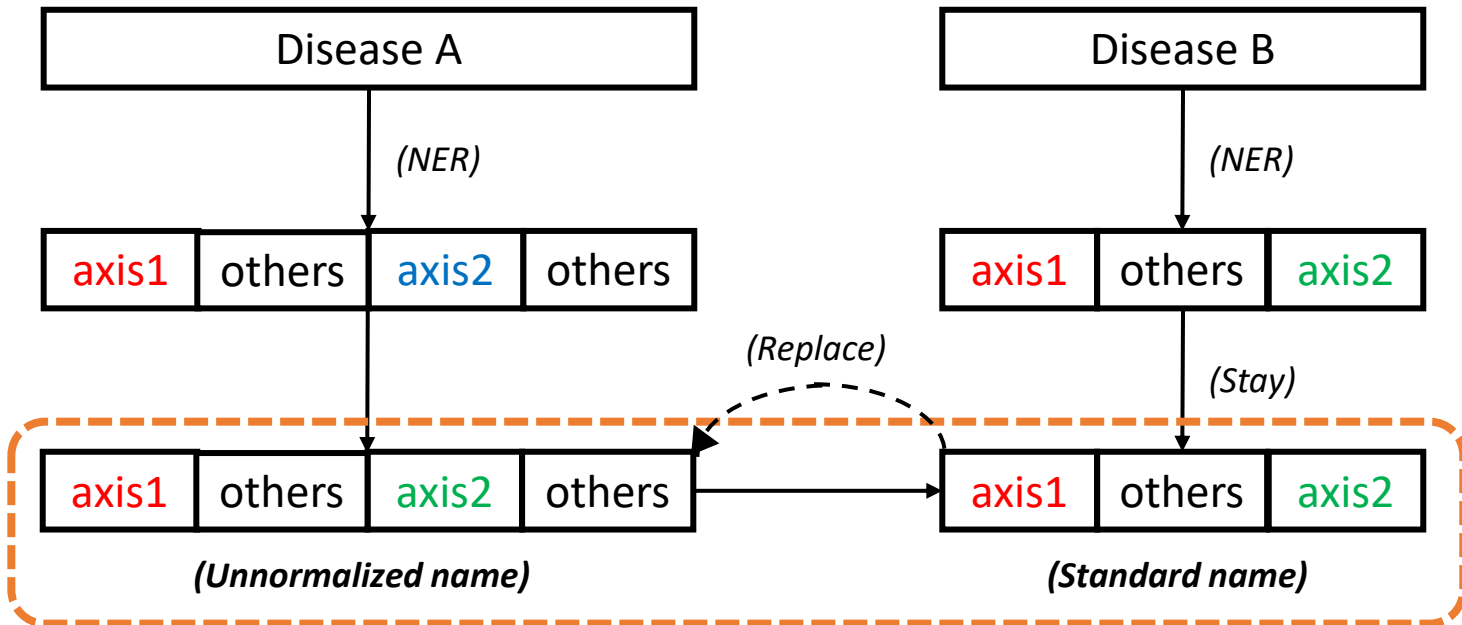 Disease A
Disease B
(NER)
(NER)
axis1 others axis2 others
axis1 others axis2
(Replace)
(Stay)
axis1 others axis2 others
axis1 others axis2
(Unnormalized name)
(Standard name)